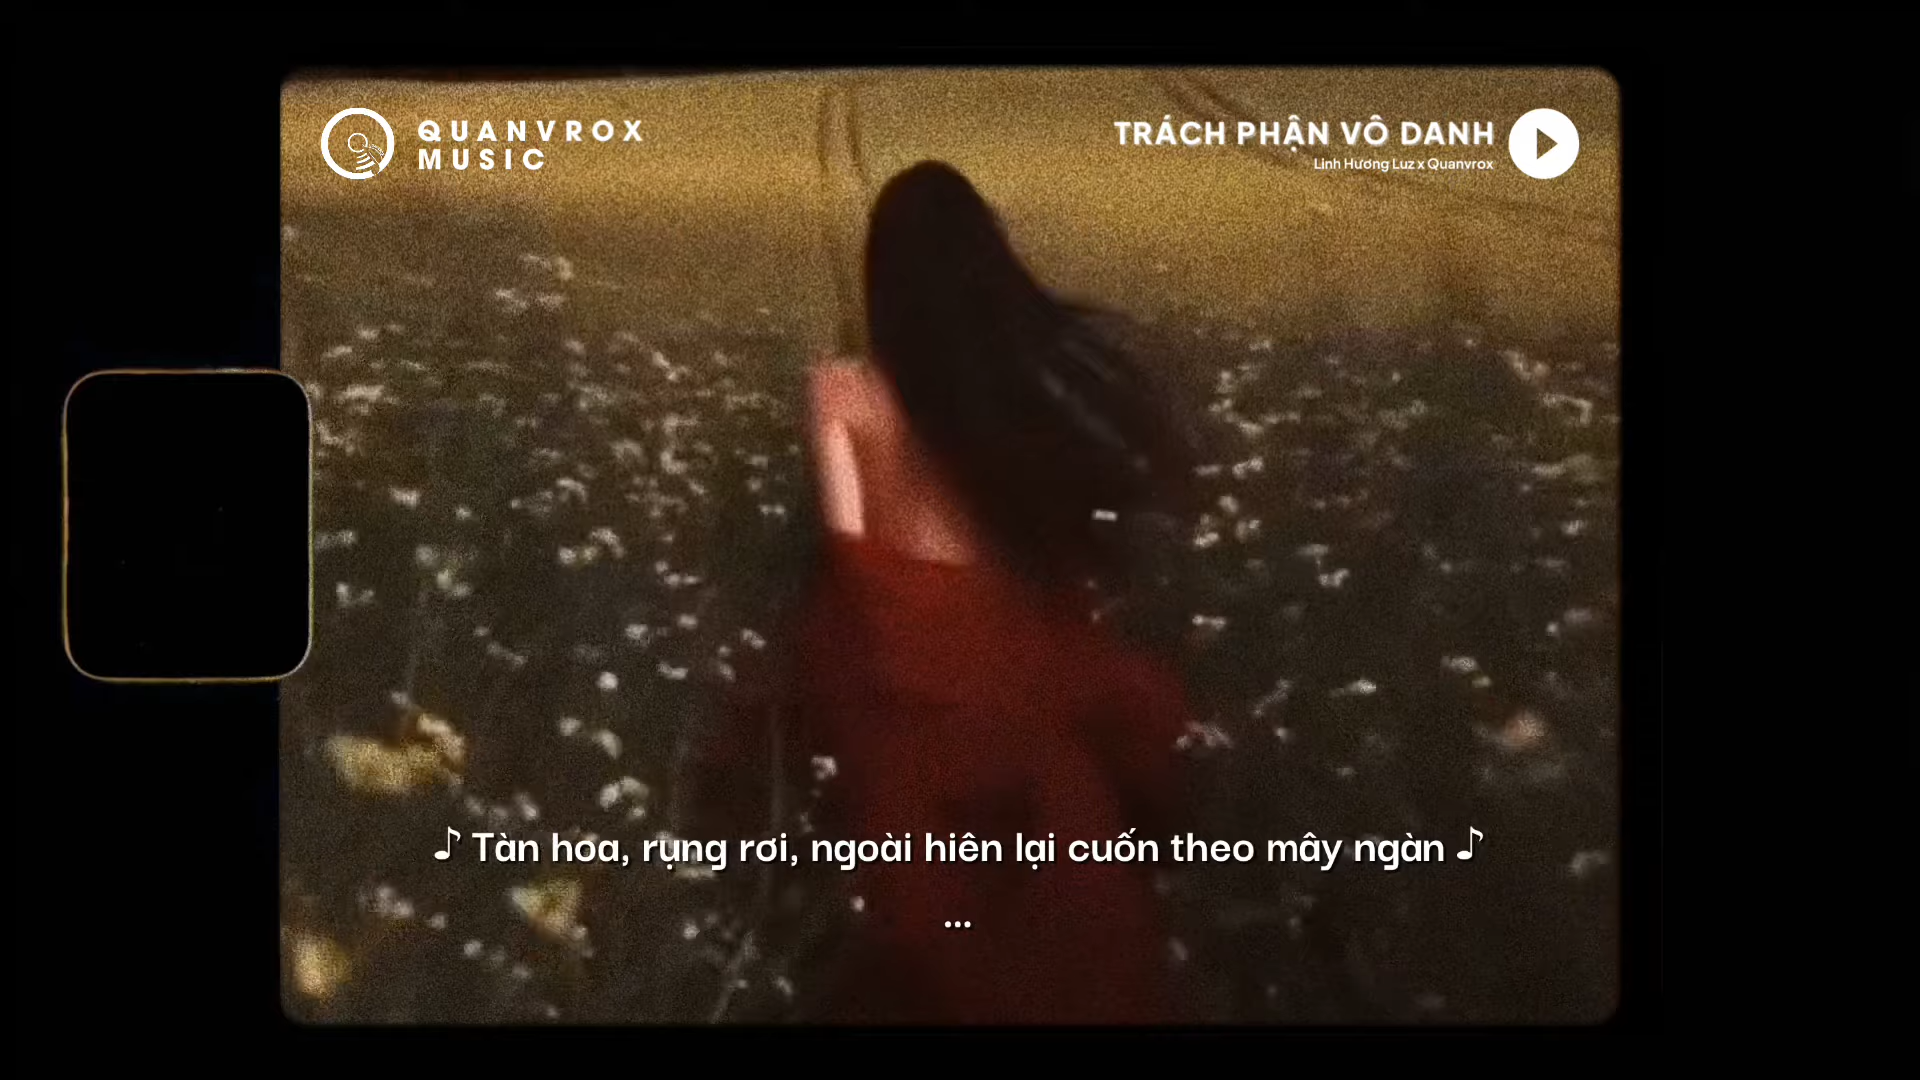 QUANVROX
MUSIC
TRÁCH PHẬN VÔ DANH
Linh Hương Luz x Quanvrox
♪ Tàn hoa, rụng rơi, ngoài hiên lại cuốn theo mây ngàn ♪
...